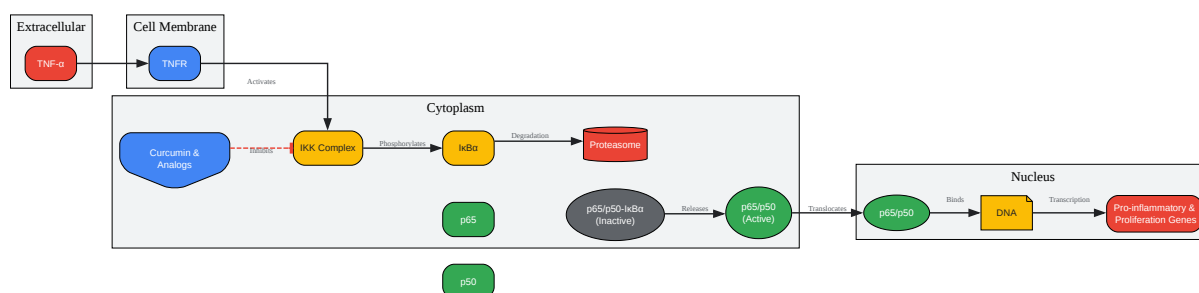 Extracellular
Cell Membrane
TNF-α
TNFR
Activates
Cytoplasm
Curcumin &
Analogs
Inhibits
IKK Complex
Phosphorylates
IκBα
Degradation
Proteasome
p65
p65/p50-IκBα
(Inactive)
Releases
p65/p50
(Active)
Translocates
Nucleus
p65/p50
Binds
DNA
Transcription
Pro-inflammatory &
Proliferation Genes
p50